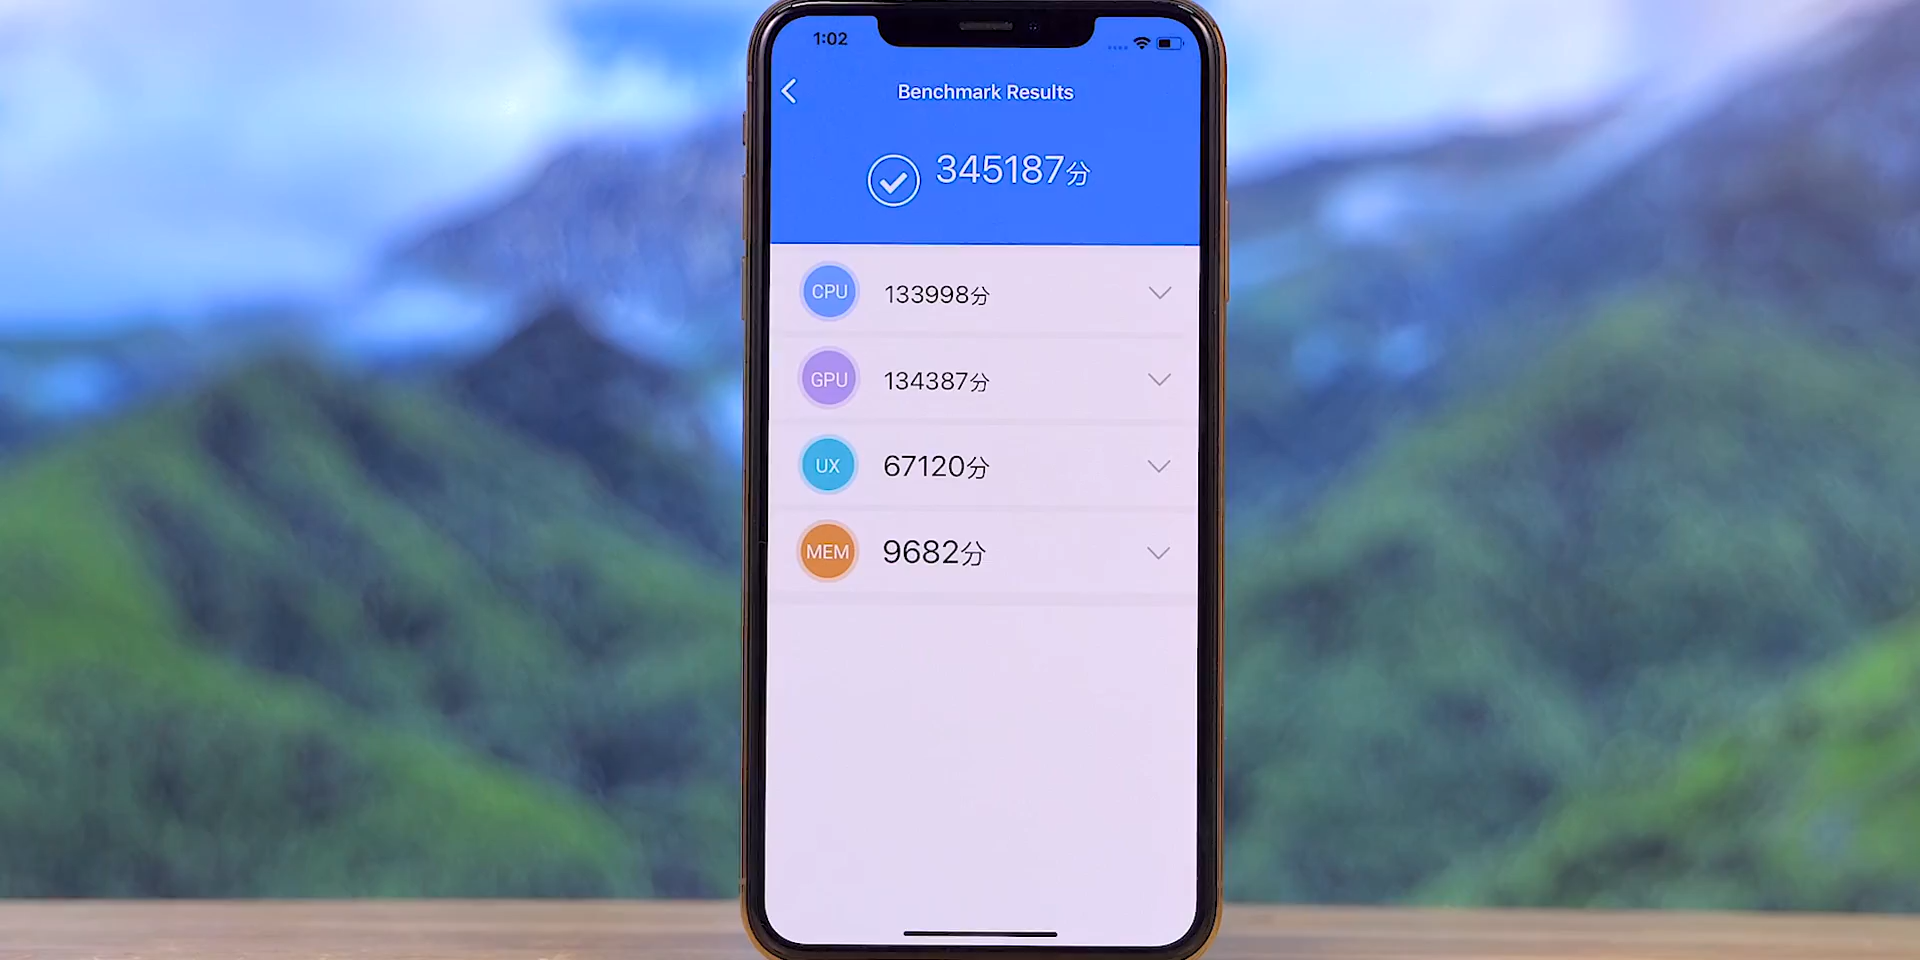 1:02
Benchmark Results
345187分
CPU 133998分
GPU 134387分
UX 67120分
MEM 9682分